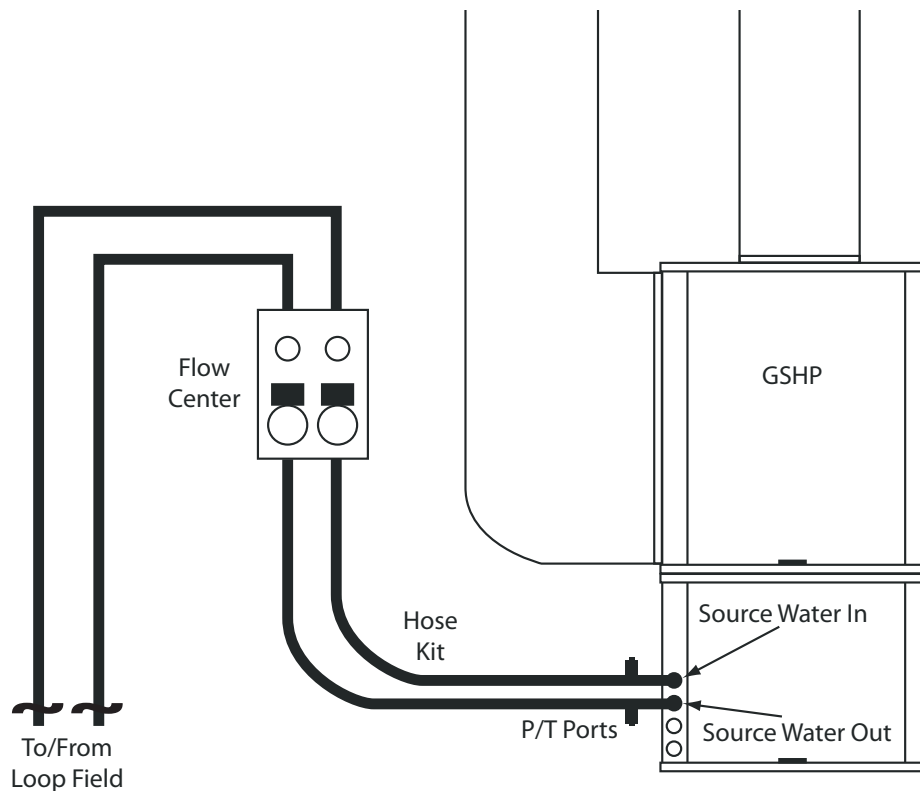 Flow
Center
GSHP
Hose
Kit
Source Water In
P/T Ports
Source Water Out
To/From
Loop Field